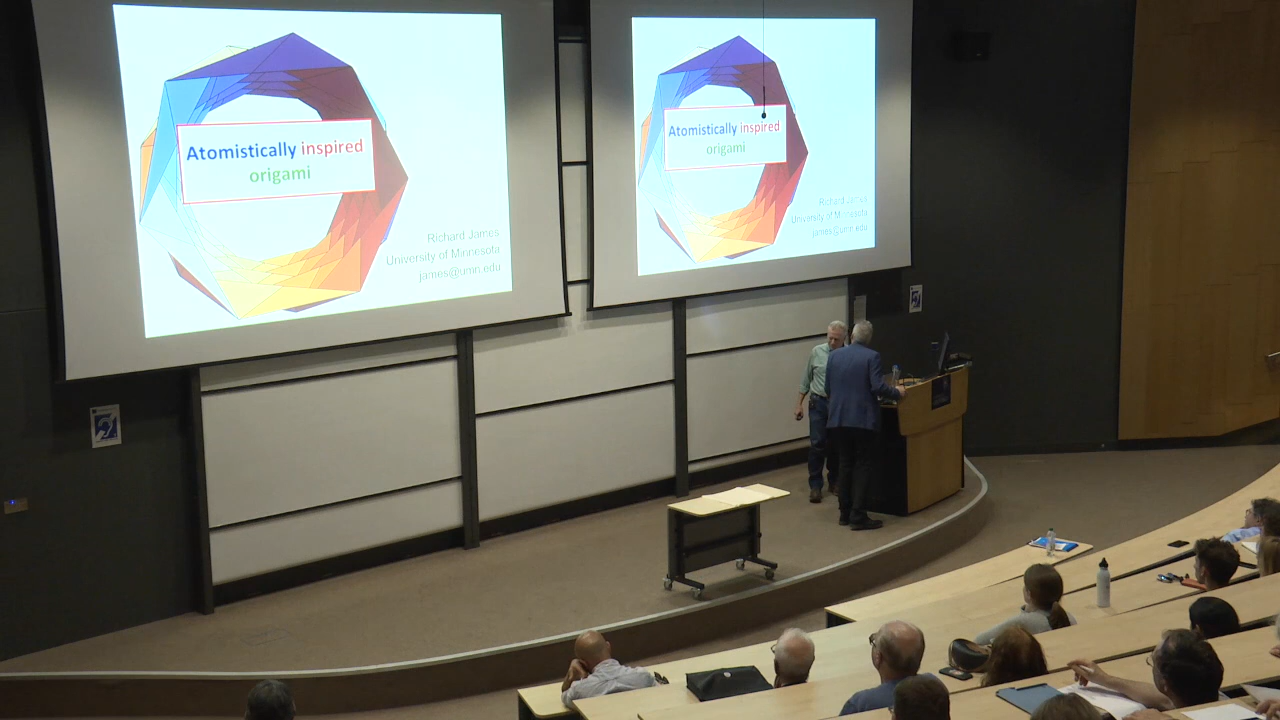 Atomistically inspired
origami
Richard James
University of Minnesota
james@umn.edu
Atomistically inspired
origami
Richard James
University of Minnesota
james@umn.edu